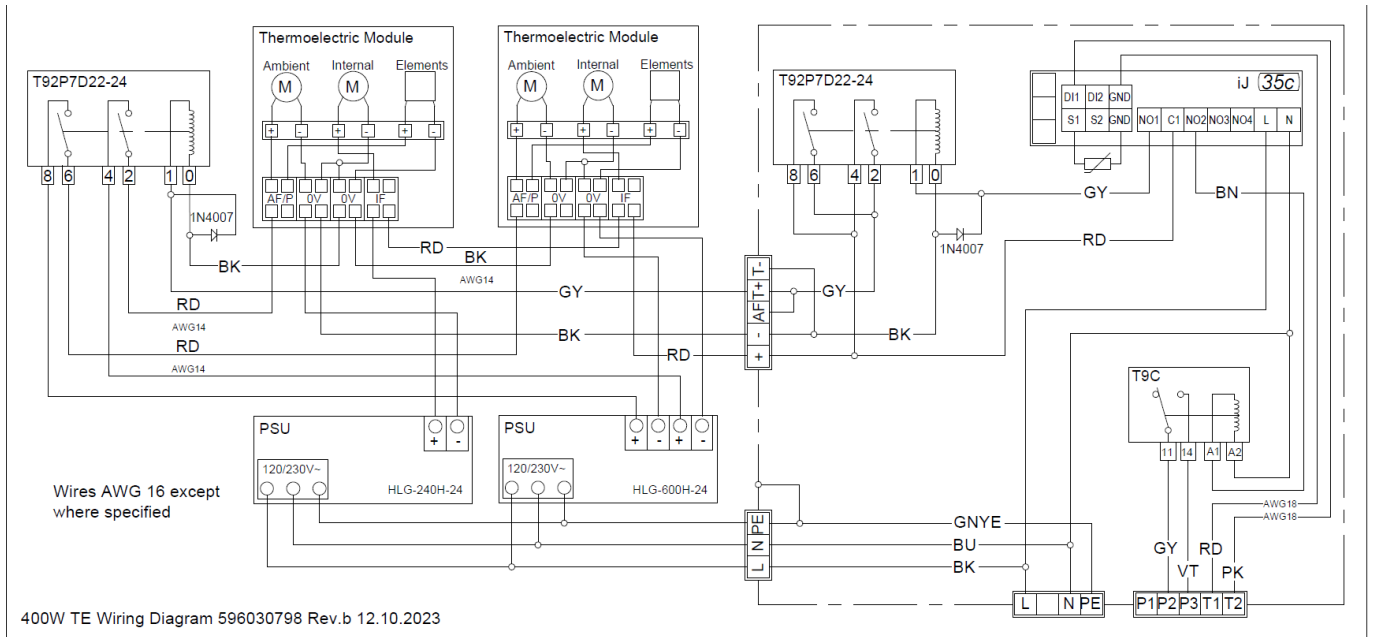 Thermoelectric Module
Ambient Internal Elements
M M
+ - + - + -
AF/P 0V 0V IF
Thermoelectric Module
Ambient Internal Elements
M M
+ - + - + -
AF/P 0V 0V IF
T92P7D22-24
8 6 4 2 1 0
1N4007
T92P7D22-24
8 6 4 2 1 0
1N4007
iJ 35c
DI1 DI2 GND
S1 S2 GND
NO1 C1 NO2 NO3 NO4 L N
GY
BN
RD
RD
BK
BK
AWG14
GY
GY
T-
T+
AF
-
+
RD
AWG14
BK
BK
RD
AWG14
RD
T9C
11 14 A1 A2
PSU
+ -
120/230V~
HLG-240H-24
PSU
+ - + -
120/230V~
HLG-600H-24
Wires AWG 16 except
where specified
AWG18
AWG18
PE
N
L
GNYE
BU
BK
GY RD
VT PK
L N PE
P1 P2 P3 T1 T2
400W TE Wiring Diagram 596030798 Rev.b 12.10.2023